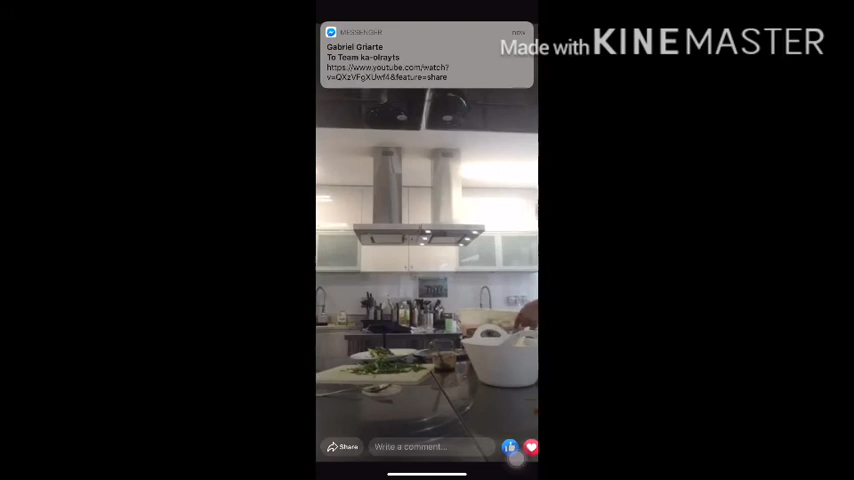 MESSENGER
now
Gabriel Griarte
To Team ka-olrayts
https://www.youtube.com/watch?
v=QXzVFgXUwf4&feature=share
Made with KINEMASTER
Share
Write a comment...